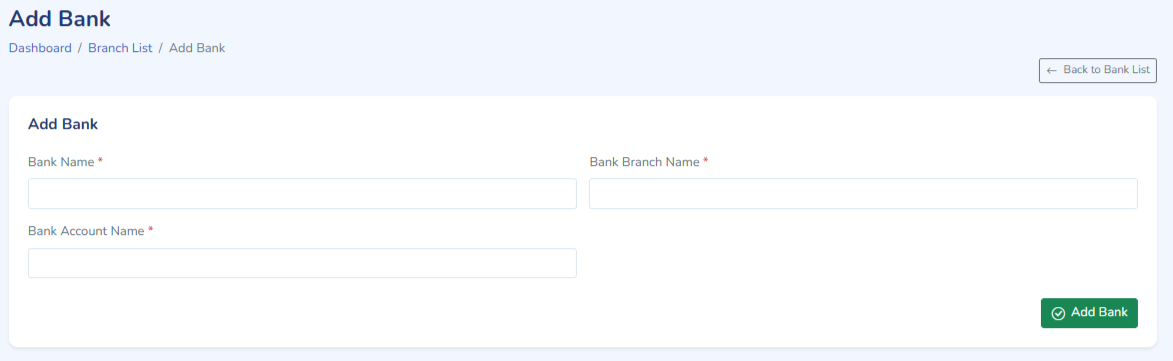 Add Bank
Dashboard / Branch List / Add Bank
← Back to Bank List
Add Bank
Bank Name *
Bank Branch Name *
Bank Account Name *
Add Bank